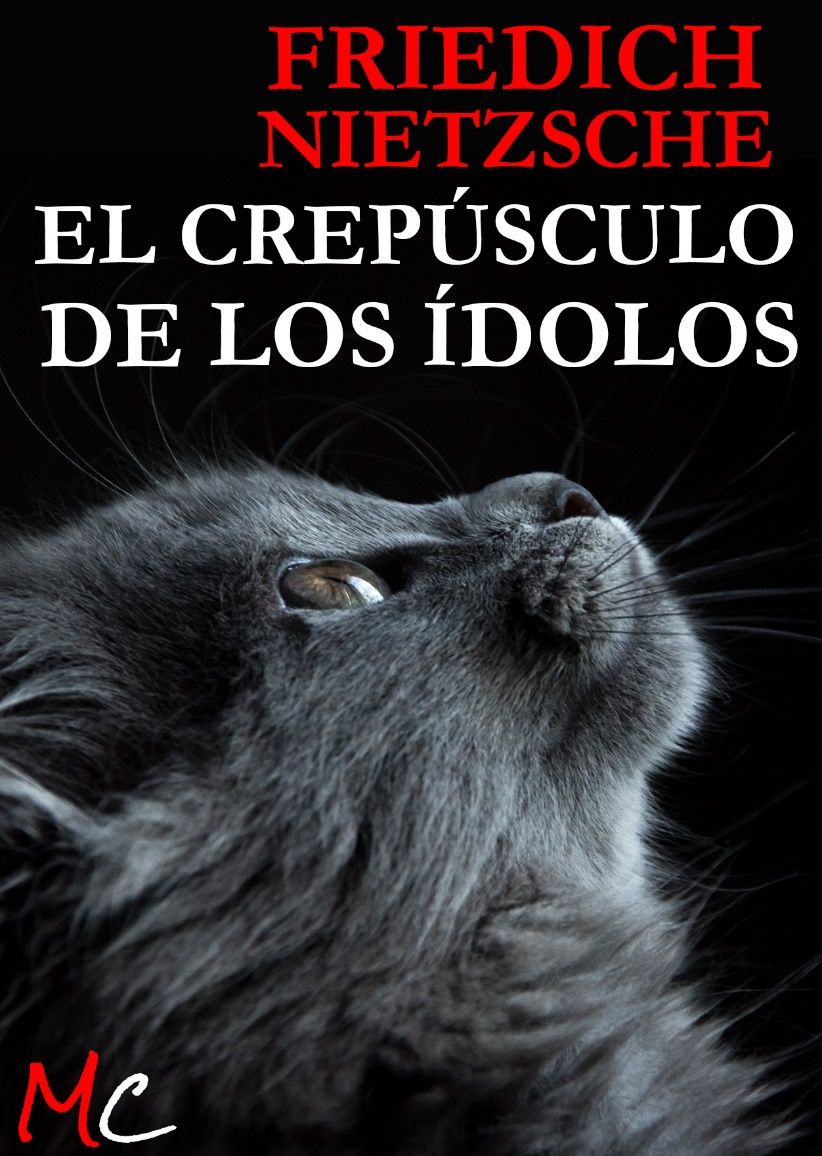 FRIEDICH
NIETZSCHE
EL CREPÚSCULO
DE LOS ÍDOLOS
MC